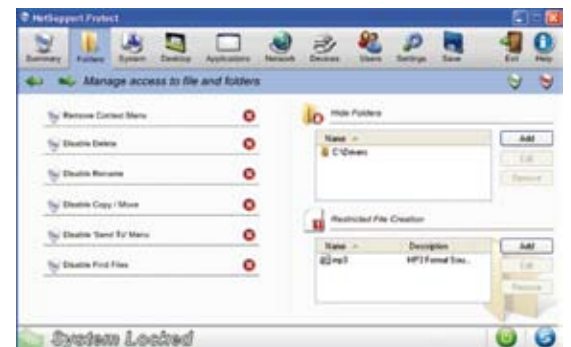 NetSupport Protect
Summary Folders System Desktop Applications Network Devices Users Settings Save Exit Help
Manage access to file and folders
Remove Context Menu
Disable Delete
Disable Rename
Disable Copy / Move
Disable 'Send To' Menu
Disable Find Files
Hide Folders
Name
C:\Drivers
Add
Edit
Remove
Restricted File Creation
Name Description
mp3 MP3 Format Sou...
Add
Edit
Remove
System Locked